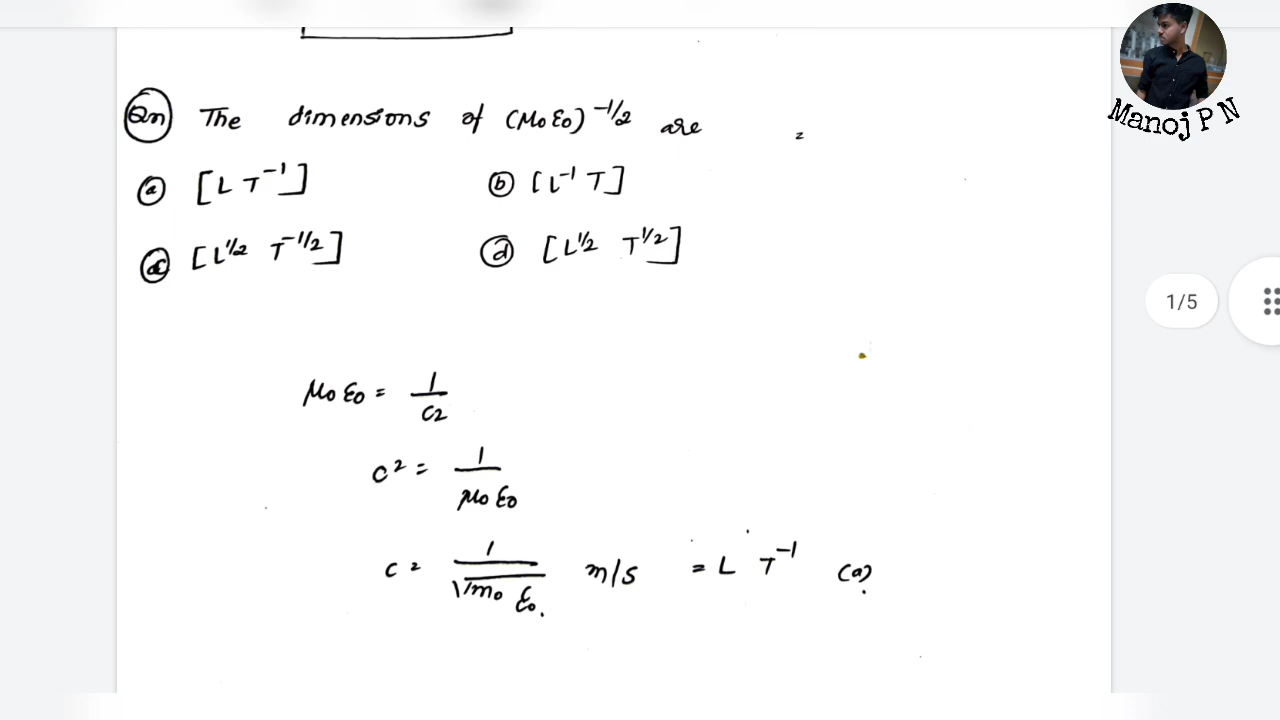 Qn The dimensions of (μ0 ε0)^-1/2 are =
a [L T^-1] b [L^-1 T]
c [L^1/2 T^-1/2] d [L^1/2 T^1/2]
μ0 ε0 = 1/c2
c² = 1/μ0 ε0
c = 1/√m0 ε0. m/s = L T^-1 (a)
Manoj P N
1/5